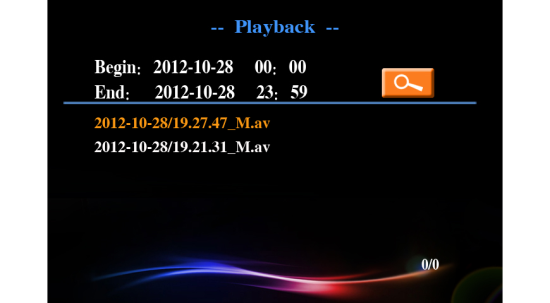 -- Playback --
Begin: 2012-10-28 00: 00
End: 2012-10-28 23: 59
2012-10-28/19.27.47_M.av
2012-10-28/19.21.31_M.av
0/0